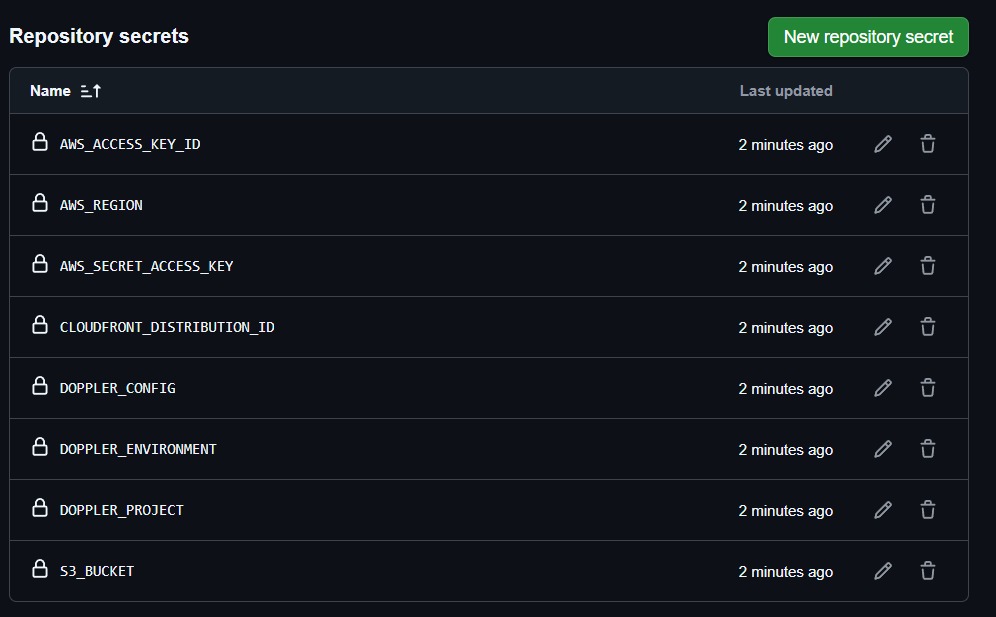 Repository secrets
New repository secret
Name Last updated
AWS_ACCESS_KEY_ID 2 minutes ago
AWS_REGION 2 minutes ago
AWS_SECRET_ACCESS_KEY 2 minutes ago
CLOUDFRONT_DISTRIBUTION_ID 2 minutes ago
DOPPLER_CONFIG 2 minutes ago
DOPPLER_ENVIRONMENT 2 minutes ago
DOPPLER_PROJECT 2 minutes ago
S3_BUCKET 2 minutes ago